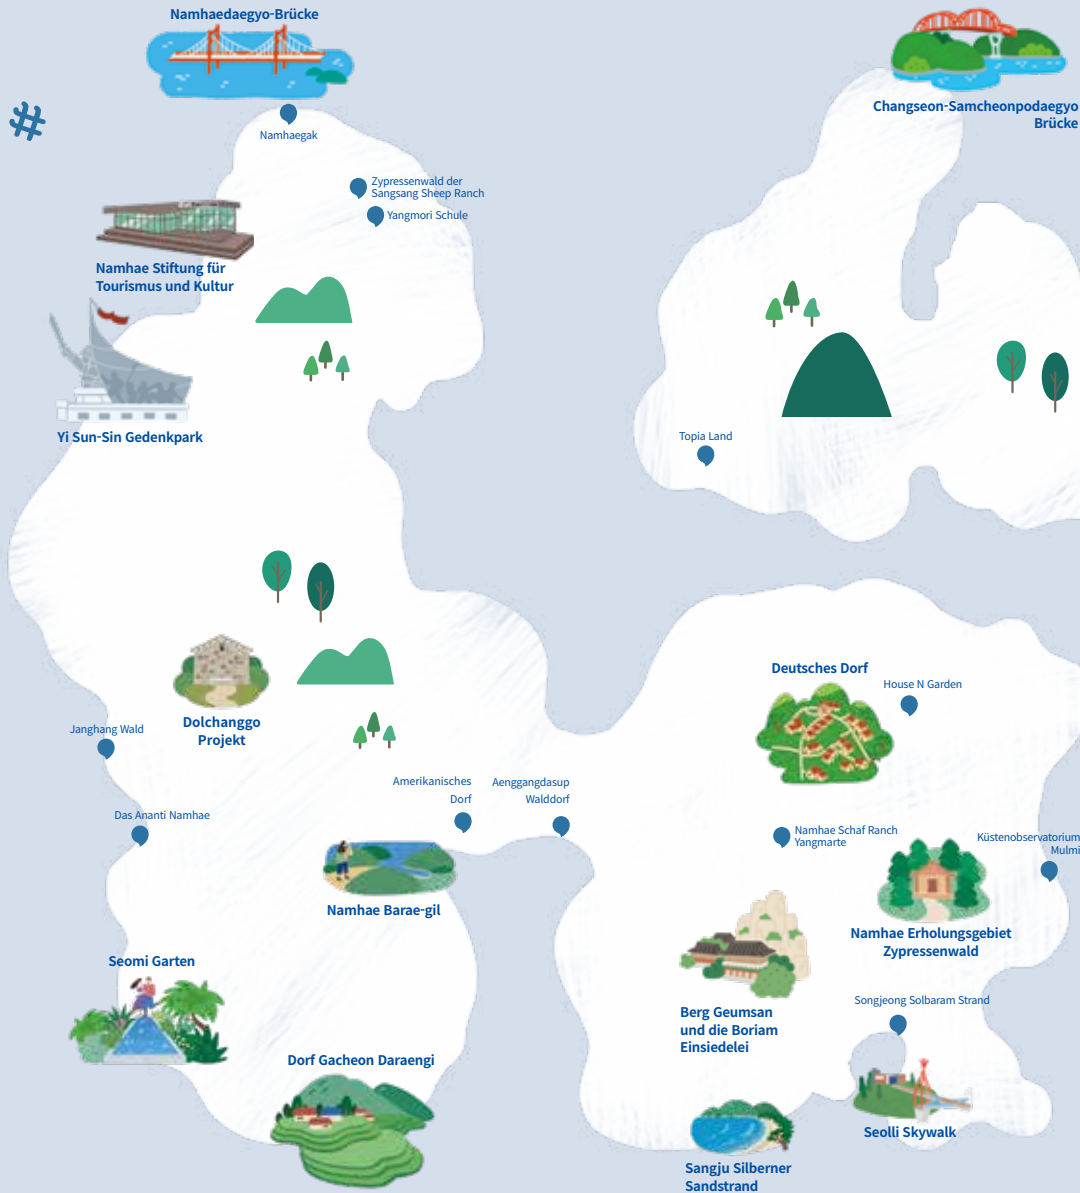 Namhaedaegyo-Brücke
Changseon-Samcheonpodaegyo
Brücke
#
Namhaegak
Zypressenwald der
Sangsang Sheep Ranch
Yangmori Schule
Namhae Stiftung für
Tourismus und Kultur
Yi Sun-Sin Gedenkpark
Topia Land
Deutsches Dorf
House N Garden
Dolchanggo
Projekt
Janghang Wald
Amerikanisches
Dorf
Aenggangdasup
Walddorf
Das Ananti Namhae
Namhae Schaf Ranch
Yangmarte
Küstenobservatorium
Mulmi
Namhae Barae-gil
Namhae Erholungsgebiet
Zypressenwald
Seomi Garten
Berg Geumsan
und die Boriam
Einsiedelei
Songjeong Solbaram Strand
Dorf Gacheon Daraengi
Seolli Skywalk
Sangju Silberner
Sandstrand